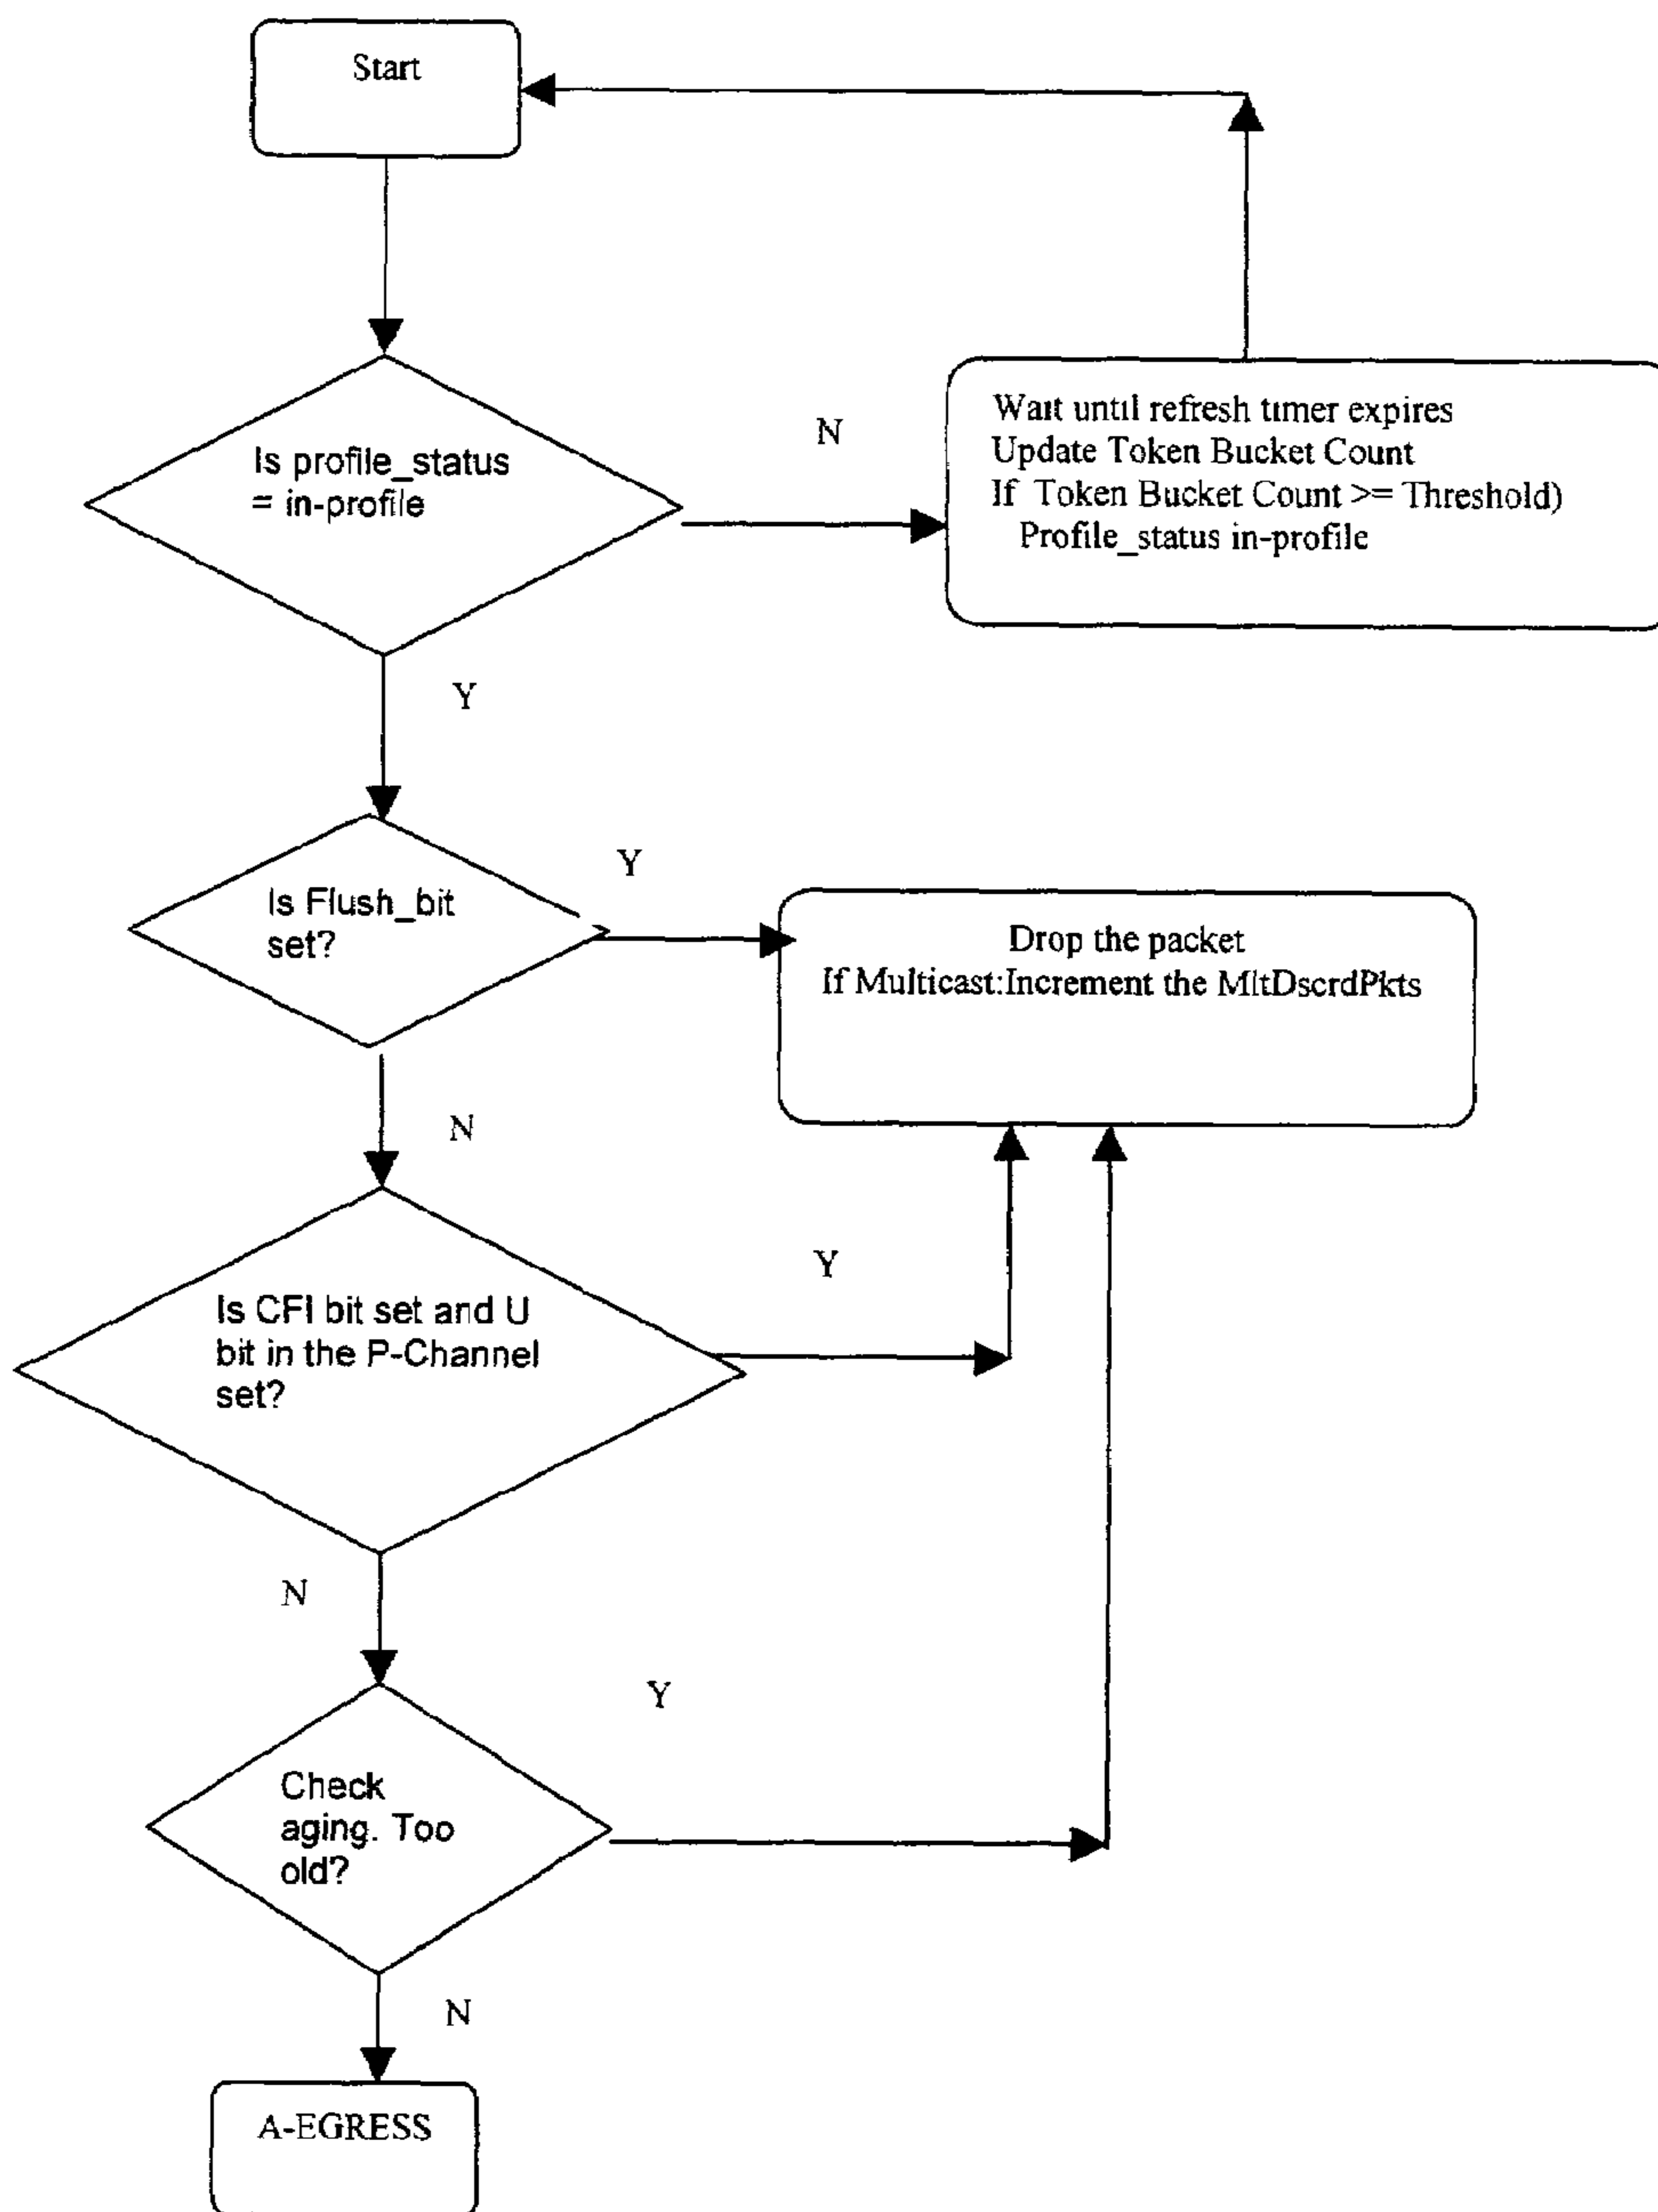 Start
Is profile_status
= in-profile
N
Wait until refresh timer expires
Update Token Bucket Count
If Token Bucket Count >= Threshold)
Profile_status in-profile
Y
Is Flush_bit
set?
Y
Drop the packet
If Multicast:Increment the MltDscrdPkts
N
Is CFI bit set and U
bit in the P-Channel
set?
Y
N
Check
aging. Too
old?
Y
N
A-EGRESS